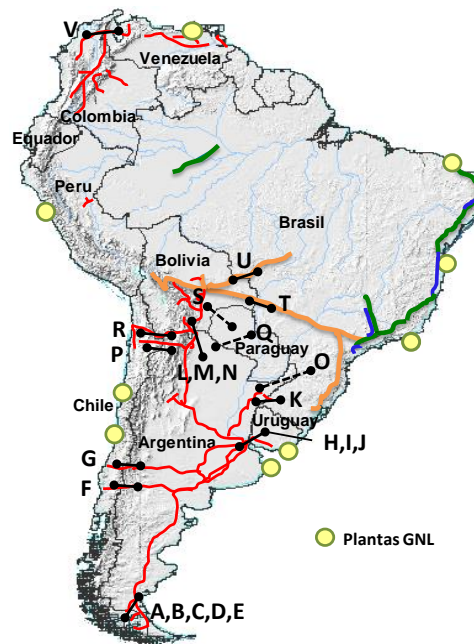 V
Venezuela
Colombia
Equador
Peru
Brasil
Bolivia
U
S
T
R
Q
P
Paraguay
O
L,M,N
K
Chile
Uruguay
Argentina
H,I,J
G
F
Plantas GNL
A,B,C,D,E